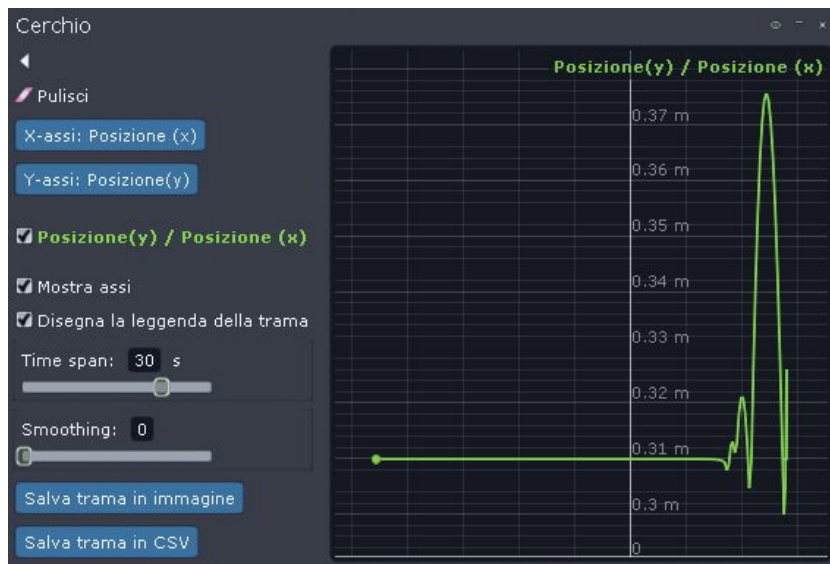 Cerchio
Pulisci
X-assi: Posizione (x)
Y-assi: Posizione(y)
Posizione(y) / Posizione (x)
Mostra assi
Disegna la leggenda della trama
Time span: 30 s
Smoothing: 0
Salva trama in immagine
Salva trama in CSV
Posizione(y) / Posizione (x)
0.37 m
0.36 m
0.35 m
0.34 m
0.33 m
0.32 m
0.31 m
0.3 m
0